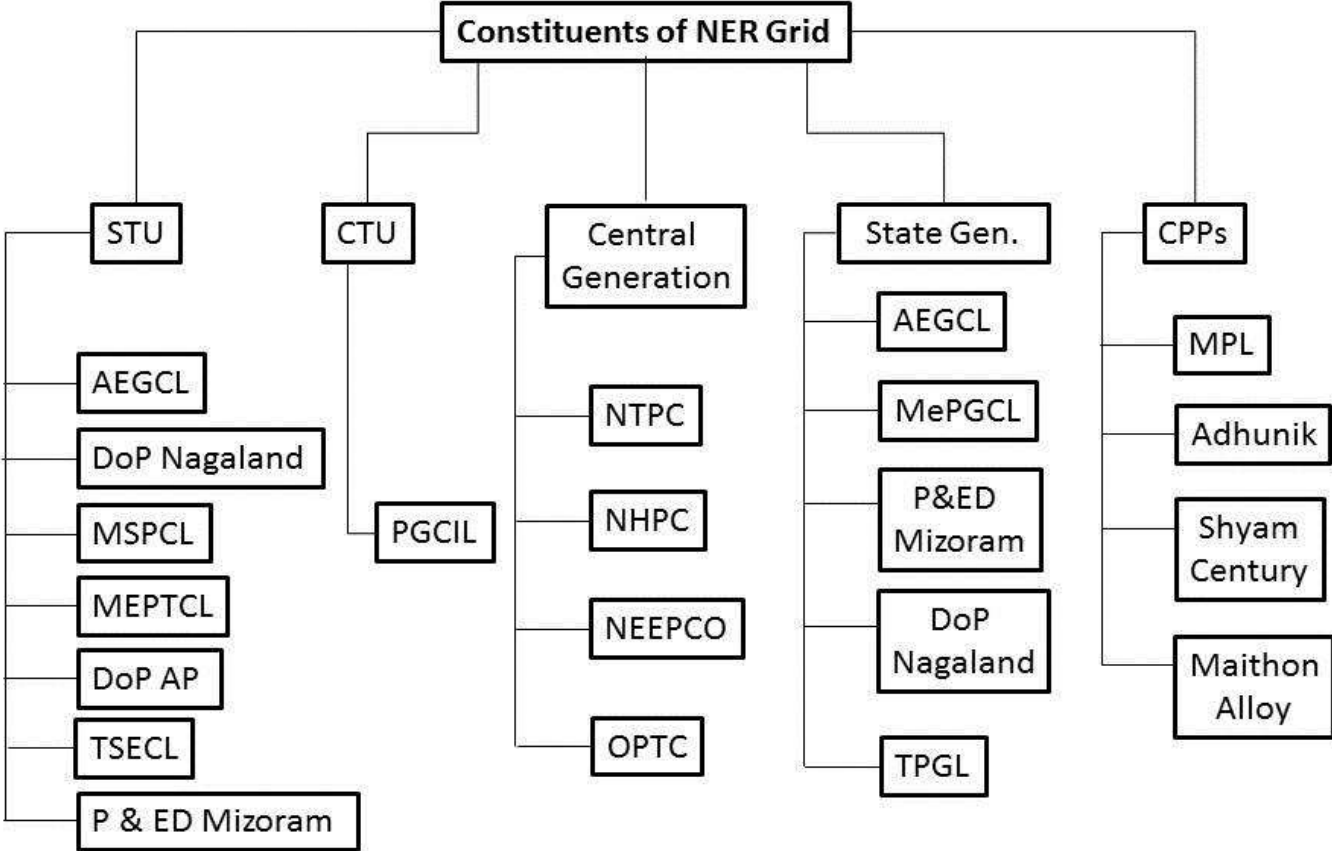 Constituents of NER Grid
STU
AEGCL
DoP Nagaland
MSPCL
MEPTCL
DoP AP
TSECL
P & ED Mizoram
CTU
PGCIL
Central
Generation
NTPC
NHPC
NEEPCO
OPTC
State Gen.
AEGCL
MePGCL
P&ED
Mizoram
DoP
Nagaland
TPGL
CPPs
MPL
Adhunik
Shyam
Century
Maithon
Alloy